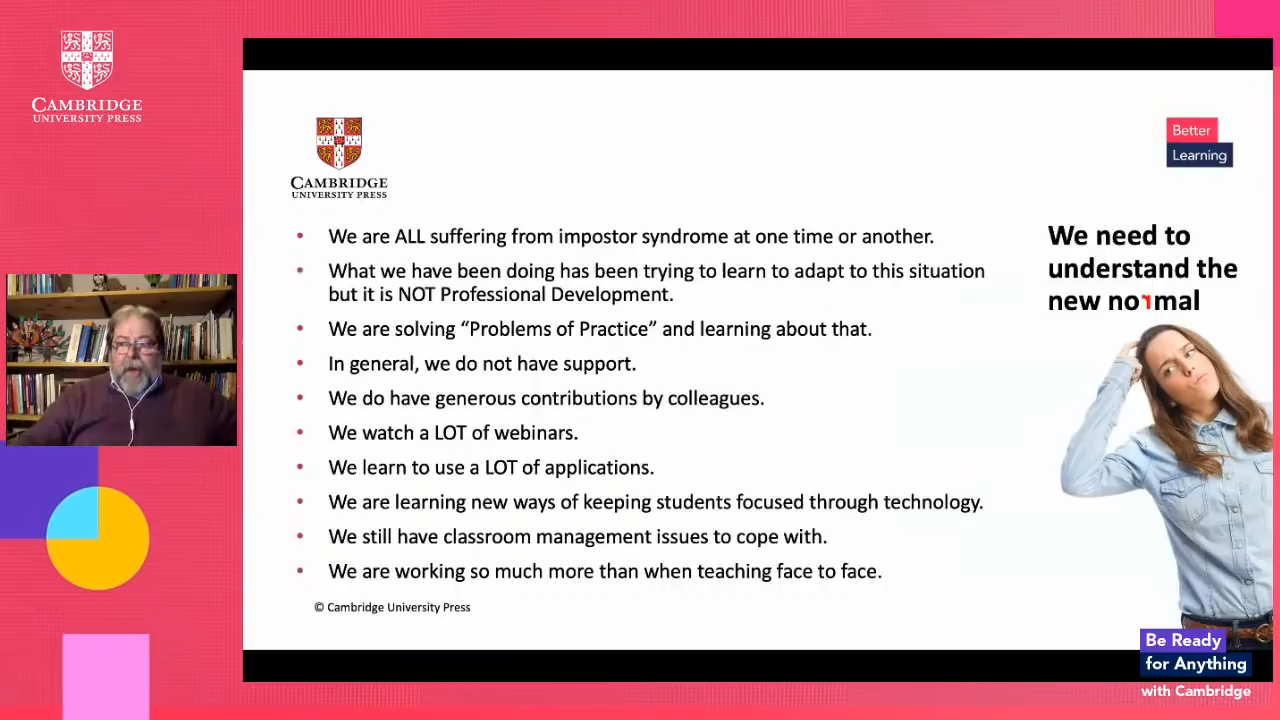 CAMBRIDGE
UNIVERSITY PRESS
CAMBRIDGE
UNIVERSITY PRESS
Better
Learning
• We are ALL suffering from impostor syndrome at one time or another.
• What we have been doing has been trying to learn to adapt to this situation
but it is NOT Professional Development.
• We are solving “Problems of Practice” and learning about that.
• In general, we do not have support.
• We do have generous contributions by colleagues.
• We watch a LOT of webinars.
• We learn to use a LOT of applications.
• We are learning new ways of keeping students focused through technology.
• We still have classroom management issues to cope with.
• We are working so much more than when teaching face to face.
© Cambridge University Press
We need to
understand the
new normal
Be Ready
for Anything
with Cambridge